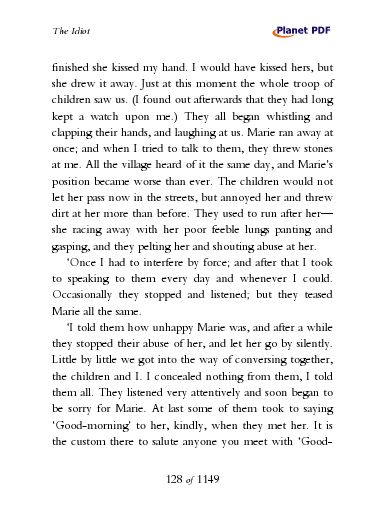 The Idiot
Planet PDF
finished she kissed my hand. I would have kissed hers, but
she drew it away. Just at this moment the whole troop of
children saw us. (I found out afterwards that they had long
kept a watch upon me.) They all began whistling and
clapping their hands, and laughing at us. Marie ran away at
once; and when I tried to talk to them, they threw stones
at me. All the village heard of it the same day, and Marie's
position became worse than ever. The children would not
let her pass now in the streets, but annoyed her and threw
dirt at her more than before. They used to run after her—
she racing away with her poor feeble lungs panting and
gasping, and they pelting her and shouting abuse at her.
'Once I had to interfere by force; and after that I took
to speaking to them every day and whenever I could.
Occasionally they stopped and listened; but they teased
Marie all the same.
'I told them how unhappy Marie was, and after a while
they stopped their abuse of her, and let her go by silently.
Little by little we got into the way of conversing together,
the children and I. I concealed nothing from them, I told
them all. They listened very attentively and soon began to
be sorry for Marie. At last some of them took to saying
'Good-morning' to her, kindly, when they met her. It is
the custom there to salute anyone you meet with 'Good-
128 of 1149